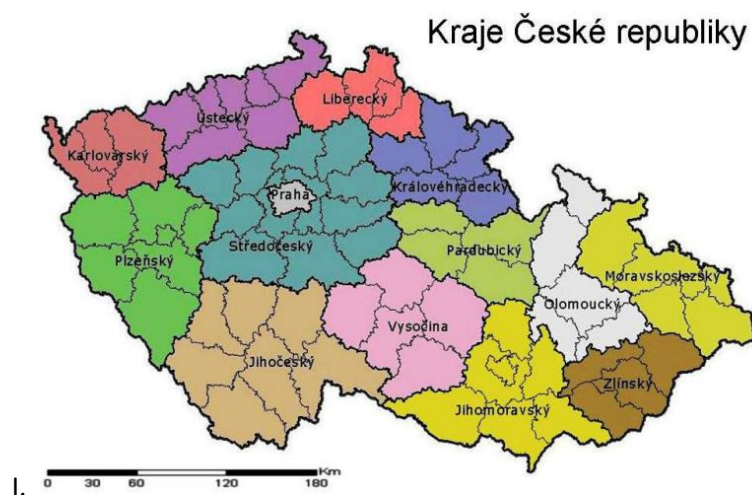 Kraje České republiky
Liberecký
Ústecký
Karlovarský
Královéhradecký
Praha
Středočeský
Pardubický
Plzeňský
Moravskoslezský
Olomoucký
Vysočina
Jihočeský
Zlínský
Jihomoravský
I.
Km
0 30 60 120 180